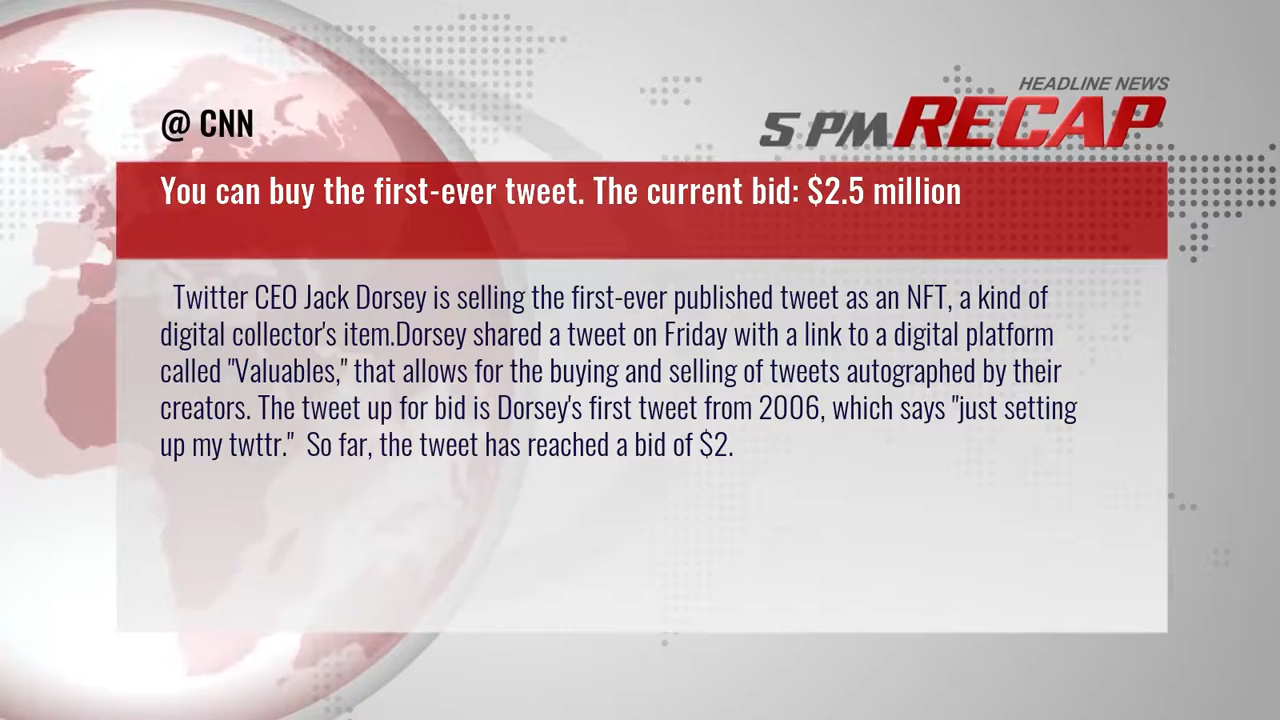 HEADLINE NEWS
@ CNN
5 PM RECAP
You can buy the first-ever tweet. The current bid: $2.5 million
Twitter CEO Jack Dorsey is selling the first-ever published tweet as an NFT, a kind of
digital collector's item.Dorsey shared a tweet on Friday with a link to a digital platform
called "Valuables," that allows for the buying and selling of tweets autographed by their
creators. The tweet up for bid is Dorsey's first tweet from 2006, which says "just setting
up my twttr."  So far, the tweet has reached a bid of $2.